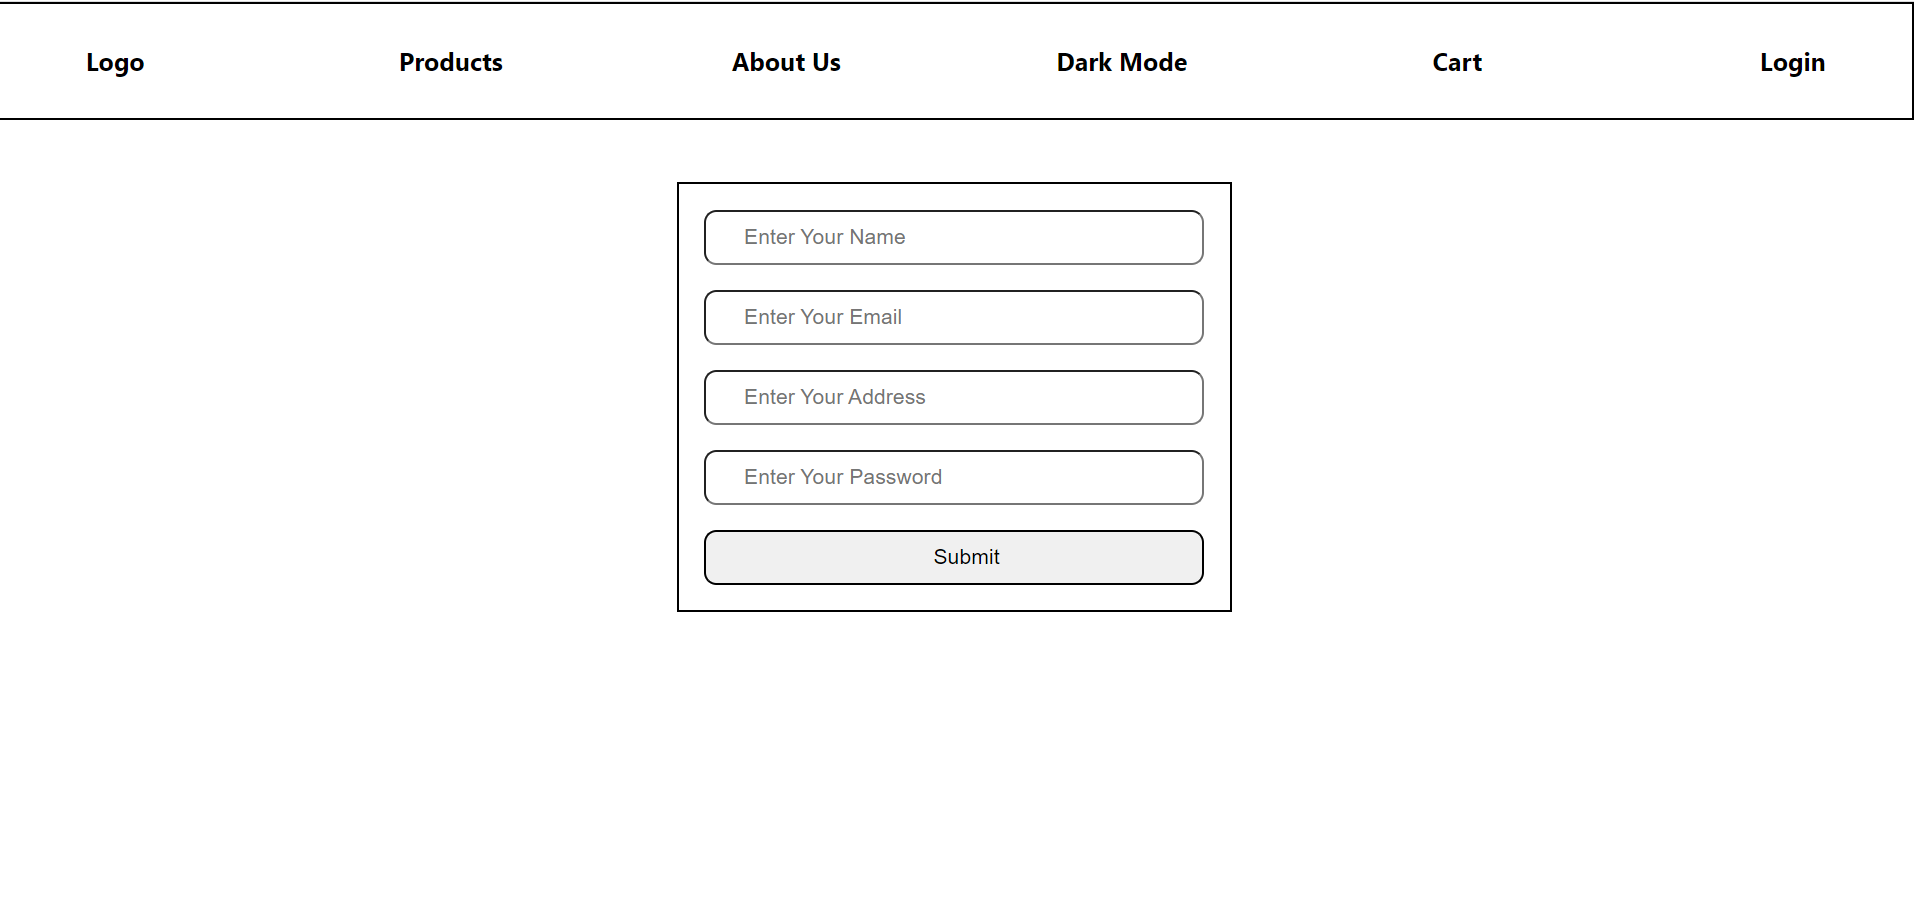 Logo Products About Us Dark Mode Cart Login
Enter Your Name
Enter Your Email
Enter Your Address
Enter Your Password
Submit